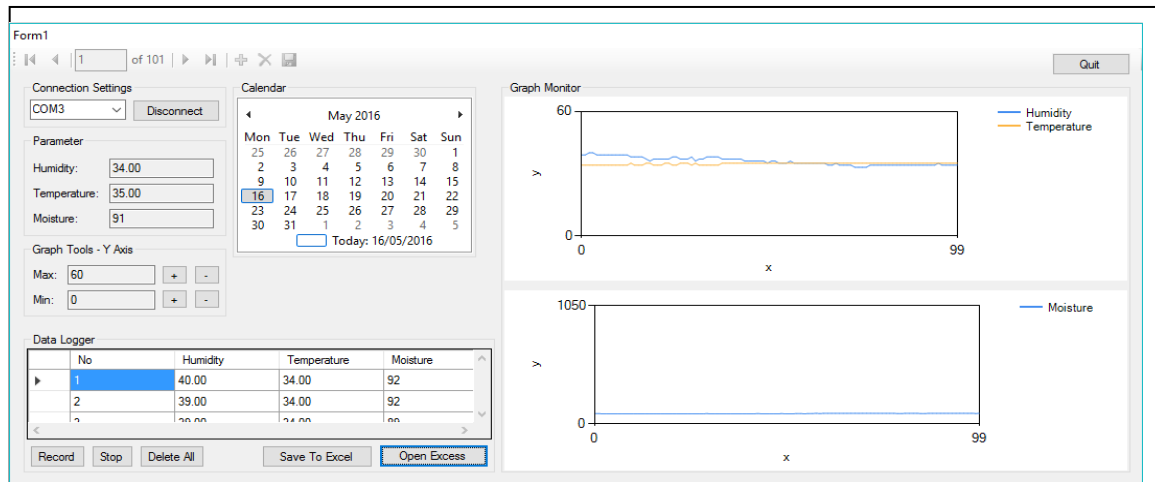 Form1
1 of 101
Quit
Connection Settings
COM3 Disconnect
Parameter
Humidity: 34.00
Temperature: 35.00
Moisture: 91
Graph Tools - Y Axis
Max: 60 + -
Min: 0 + -
Calendar
May 2016
Mon Tue Wed Thu Fri Sat Sun
25 26 27 28 29 30 1
2 3 4 5 6 7 8
9 10 11 12 13 14 15
16 17 18 19 20 21 22
23 24 25 26 27 28 29
30 31 1 2 3 4 5
Today: 16/05/2016
Data Logger
No Humidity Temperature Moisture
1 40.00 34.00 92
2 39.00 34.00 92
Record Stop Delete All Save To Excel Open Excess
Graph Monitor
60
Humidity
Temperature
y
0
0 99
x
1050
Moisture
y
0
0 99
x